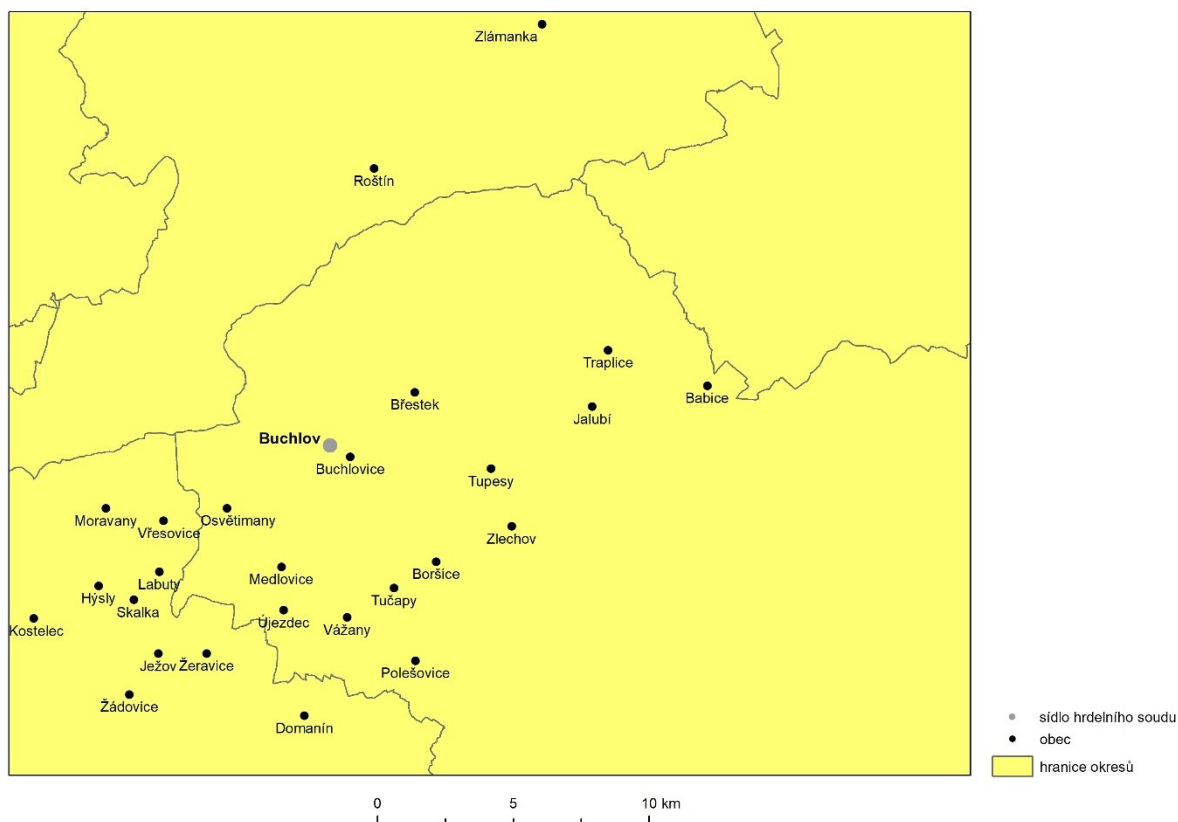 Zlámanka
Roštín
Traplice
Babice
Břestek
Jalubí
Buchlov
Buchlovice
Tupesy
Moravany
Vřesovice
Osvětimany
Zlechov
Medlovice
Boršice
Labuty
Hýsly
Skalka
Tučapy
Kostelec
Újezdec
Vážany
Ježov
Žeravice
Polešovice
Žádovice
Domanín
sídlo hrdelního soudu
obec
hranice okresů
0 5 10 km